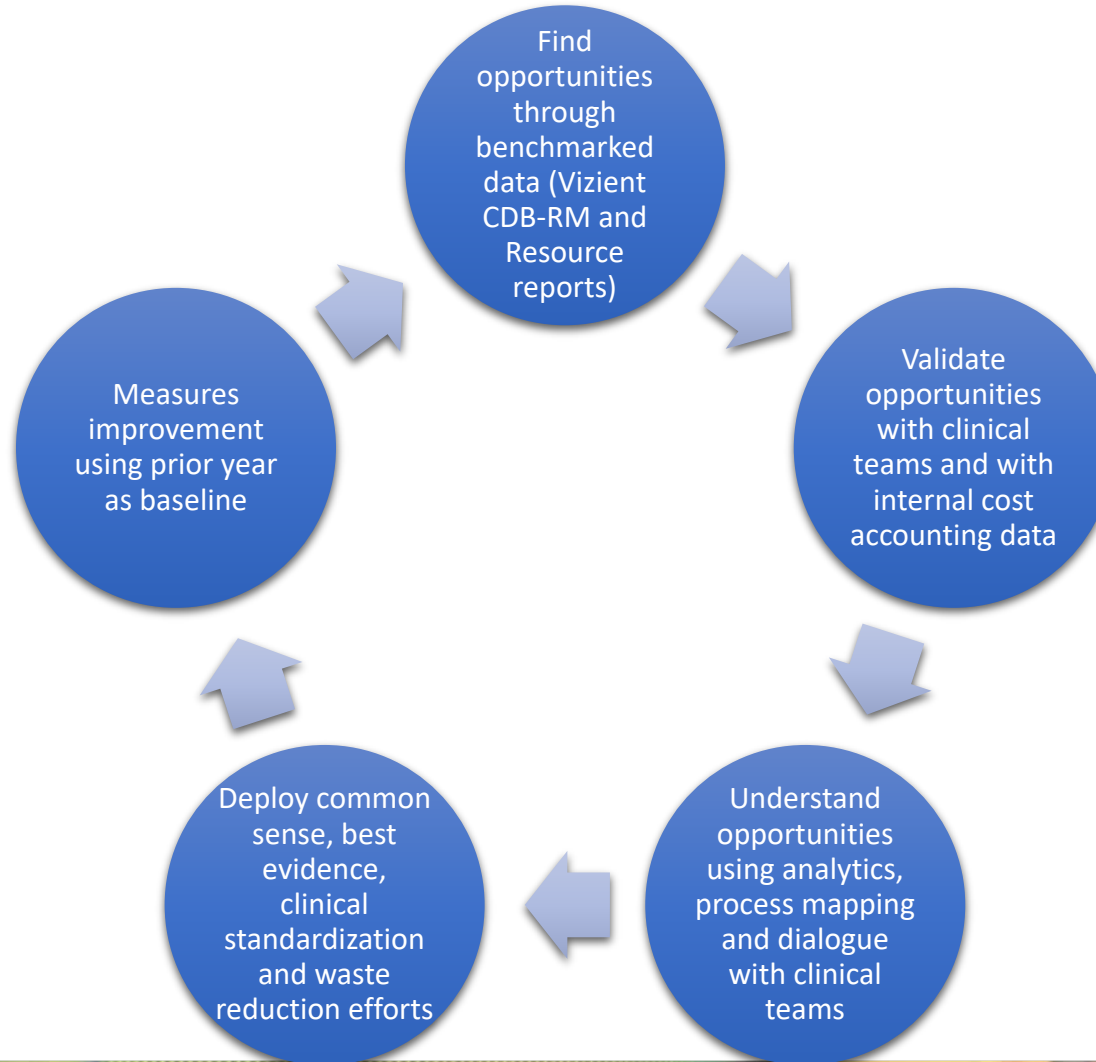 Find
opportunities
through
benchmarked
data (Vizient
CDB-RM and
Resource
reports)
Validate
opportunities
with clinical
teams and with
internal cost
accounting data
Understand
opportunities
using analytics,
process mapping
and dialogue
with clinical
teams
Deploy common
sense, best
evidence,
clinical
standardization
and waste
reduction efforts
Measures
improvement
using prior year
as baseline